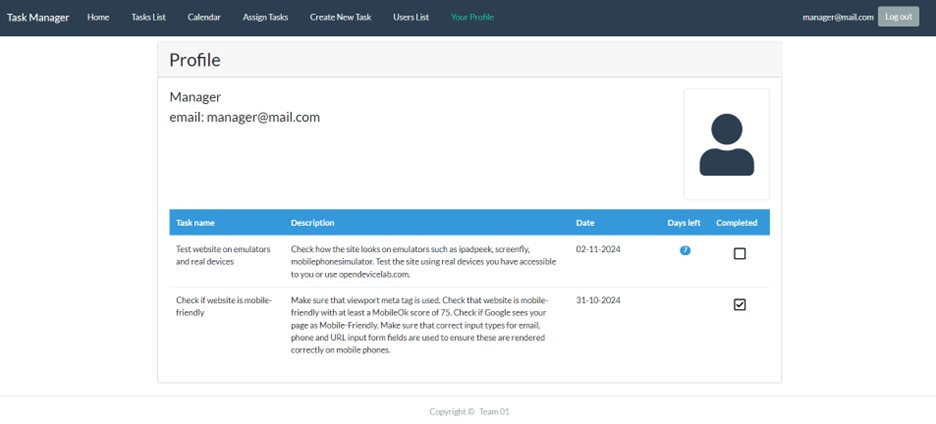 Task Manager Home Tasks List Calendar Assign Tasks Create New Task Users List Your Profile manager@mail.com Log out
Profile
Manager
email: manager@mail.com
Task name Description Date Days left Completed
Test website on emulators Check how the site looks on emulators such as ipadpeek, screenfly, 02-11-2024 7
and real devices mobilephonesimulator. Test the site using real devices you have accessible
to you or use opendevicelab.com.
Check if website is mobile- Make sure that viewport meta tag is used. Check that website is mobile- 31-10-2024
friendly friendly with at least a MobileOk score of 75. Check if Google sees your
page as Mobile-Friendly. Make sure that correct input types for email,
phone and URL input form fields are used to ensure these are rendered
correctly on mobile phones.
Copyright © Team 01